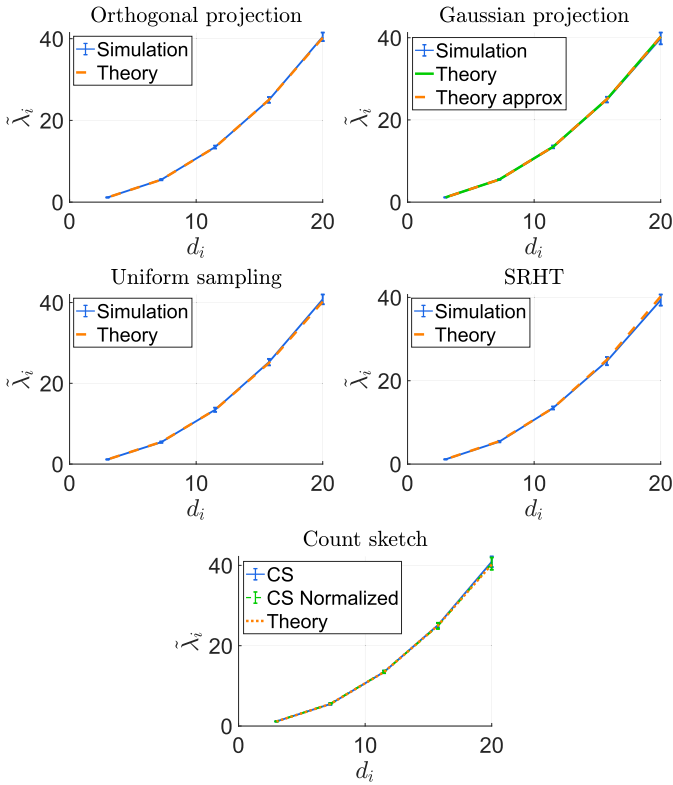 Orthogonal projection
Simulation
Theory
40
20
0
0 10 20
λ̃ᵢ
dᵢ
Gaussian projection
Simulation
Theory
Theory approx
40
20
0
0 10 20
λ̃ᵢ
dᵢ
Uniform sampling
Simulation
Theory
40
20
0
0 10 20
λ̃ᵢ
dᵢ
SRHT
Simulation
Theory
40
20
0
0 10 20
λ̃ᵢ
dᵢ
Count sketch
CS
CS Normalized
Theory
40
20
0
0 10 20
λ̃ᵢ
dᵢ